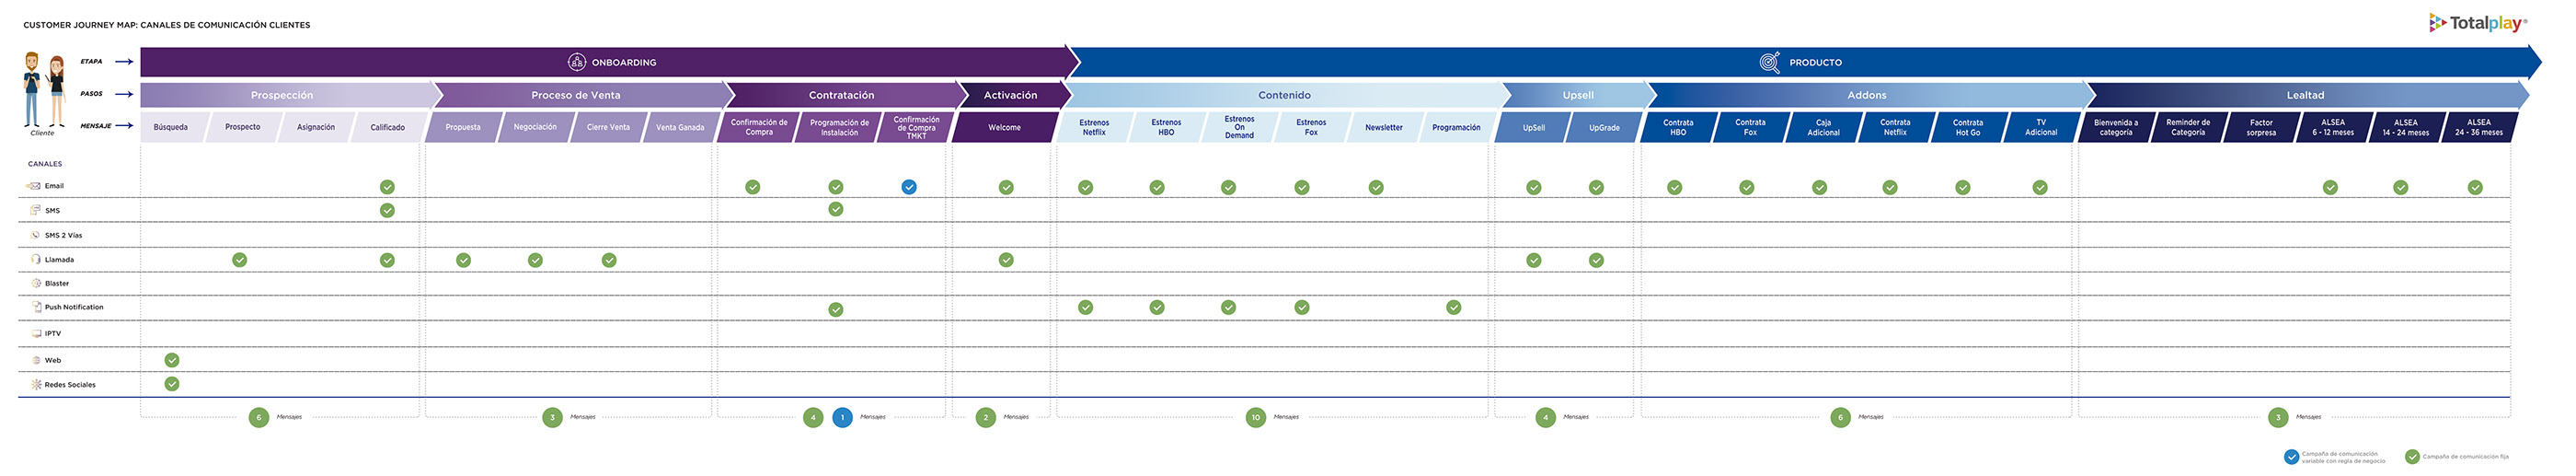 CUSTOMER JOURNEY MAP: CANALES DE COMUNICACIÓN CLIENTES
Totalplay®
Cliente
ETAPA
ONBOARDING
PRODUCTO
PASOS
Prospección
Proceso de Venta
Contratación
Activación
Contenido
Upsell
Addons
Lealtad
MENSAJE
Búsqueda
Prospecto
Asignación
Calificado
Propuesta
Negociación
Cierre Venta
Venta Ganada
Confirmación de
Compra
Programación de
Instalación
Confirmación
de Compra
TMKT
Welcome
Estrenos
Netflix
Estrenos
HBO
Estrenos
On
Demand
Estrenos
Fox
Newsletter
Programación
UpSell
UpGrade
Contrata
HBO
Contrata
Fox
Caja
Adicional
Contrata
Netflix
Contrata
Hot Go
TV
Adicional
Bienvenida a
categoría
Reminder de
Categoría
Factor
sorpresa
ALSEA
6 - 12 meses
ALSEA
14 - 24 meses
ALSEA
24 - 36 meses
CANALES
Email
SMS
SMS 2 Vías
Llamada
Blaster
Push Notification
IPTV
Web
Redes Sociales
6 Mensajes
3 Mensajes
4 1 Mensajes
2 Mensajes
10 Mensajes
4 Mensajes
6 Mensajes
3 Mensajes
Campaña de comunicación
variable con regla de negocio
Campaña de comunicación fija